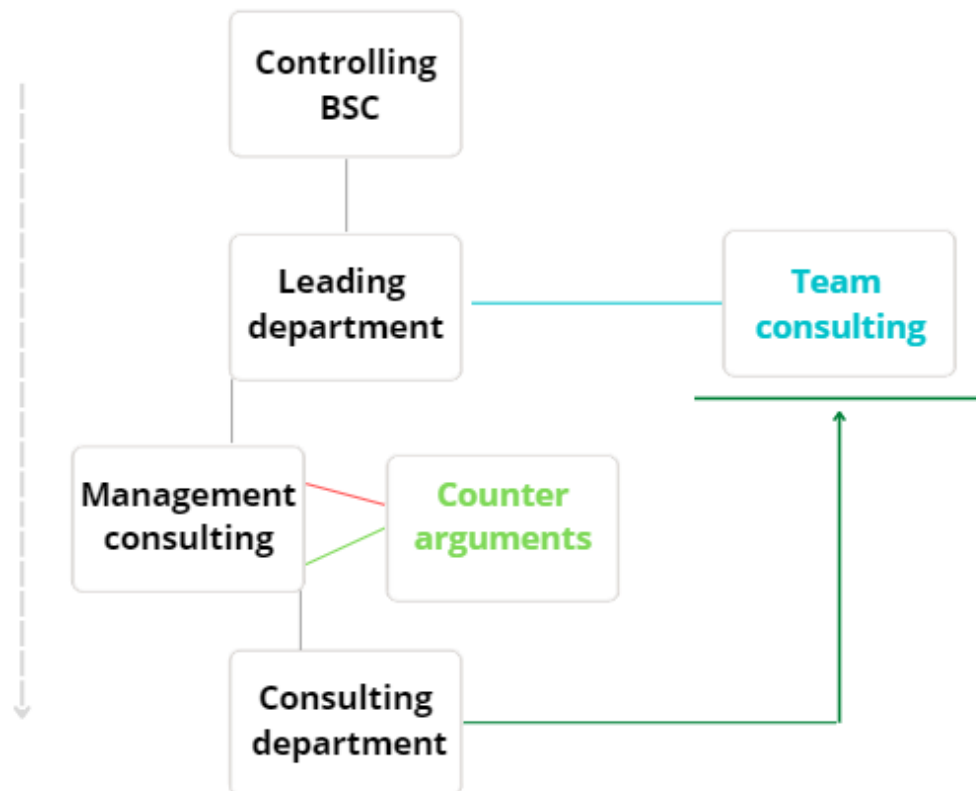 Controlling
BSC
Leading
department
Team
consulting
Management
consulting
Counter
arguments
Consulting
department